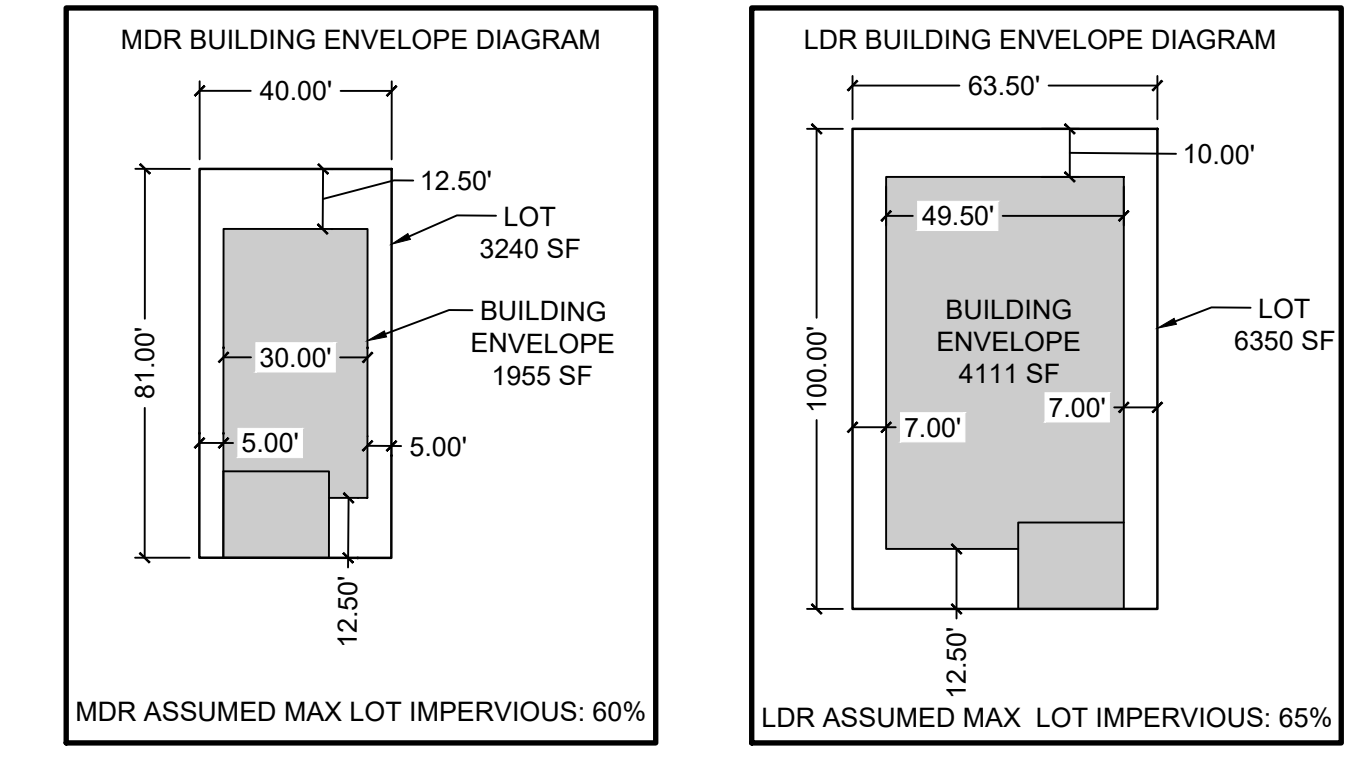 MDR BUILDING ENVELOPE DIAGRAM
40.00'
12.50'
LOT
3240 SF
BUILDING
ENVELOPE
1955 SF
81.00'
30.00'
5.00'
5.00'
12.50'
MDR ASSUMED MAX LOT IMPERVIOUS: 60%
LDR BUILDING ENVELOPE DIAGRAM
63.50'
10.00'
49.50'
BUILDING
ENVELOPE
4111 SF
LOT
6350 SF
100.00'
7.00'
7.00'
12.50'
LDR ASSUMED MAX LOT IMPERVIOUS: 65%